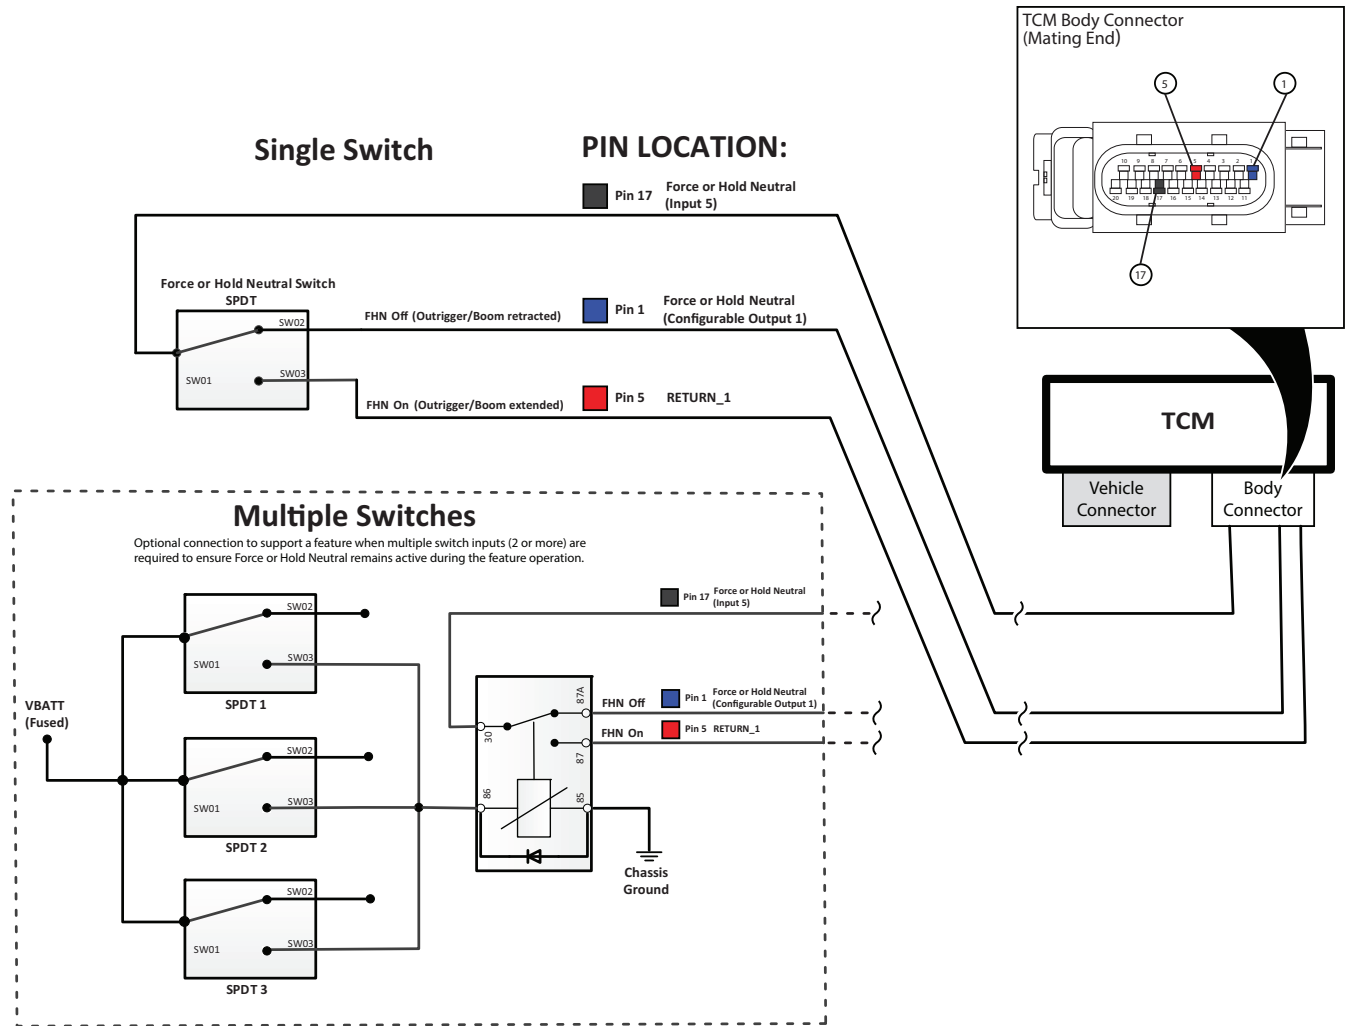 TCM Body Connector
(Mating End)
5
1
10 9 8 7 6 5 4 3 2 1
20 19 18 17 16 15 14 13 12 11
17
Single Switch
PIN LOCATION:
Pin 17 Force or Hold Neutral
(Input 5)
Force or Hold Neutral Switch
SPDT
SW02
SW01
SW03
FHN Off (Outrigger/Boom retracted)
Pin 1 Force or Hold Neutral
(Configurable Output 1)
FHN On (Outrigger/Boom extended)
Pin 5 RETURN_1
TCM
Vehicle
Connector
Body
Connector
Multiple Switches
Optional connection to support a feature when multiple switch inputs (2 or more) are
required to ensure Force or Hold Neutral remains active during the feature operation.
VBATT
(Fused)
SW02
SW01
SW03
SPDT 1
SW02
SW01
SW03
SPDT 2
SW02
SW01
SW03
SPDT 3
30
87A
87
86
85
Pin 17 Force or Hold Neutral
(Input 5)
FHN Off
Pin 1 Force or Hold Neutral
(Configurable Output 1)
FHN On
Pin 5 RETURN_1
Chassis
Ground